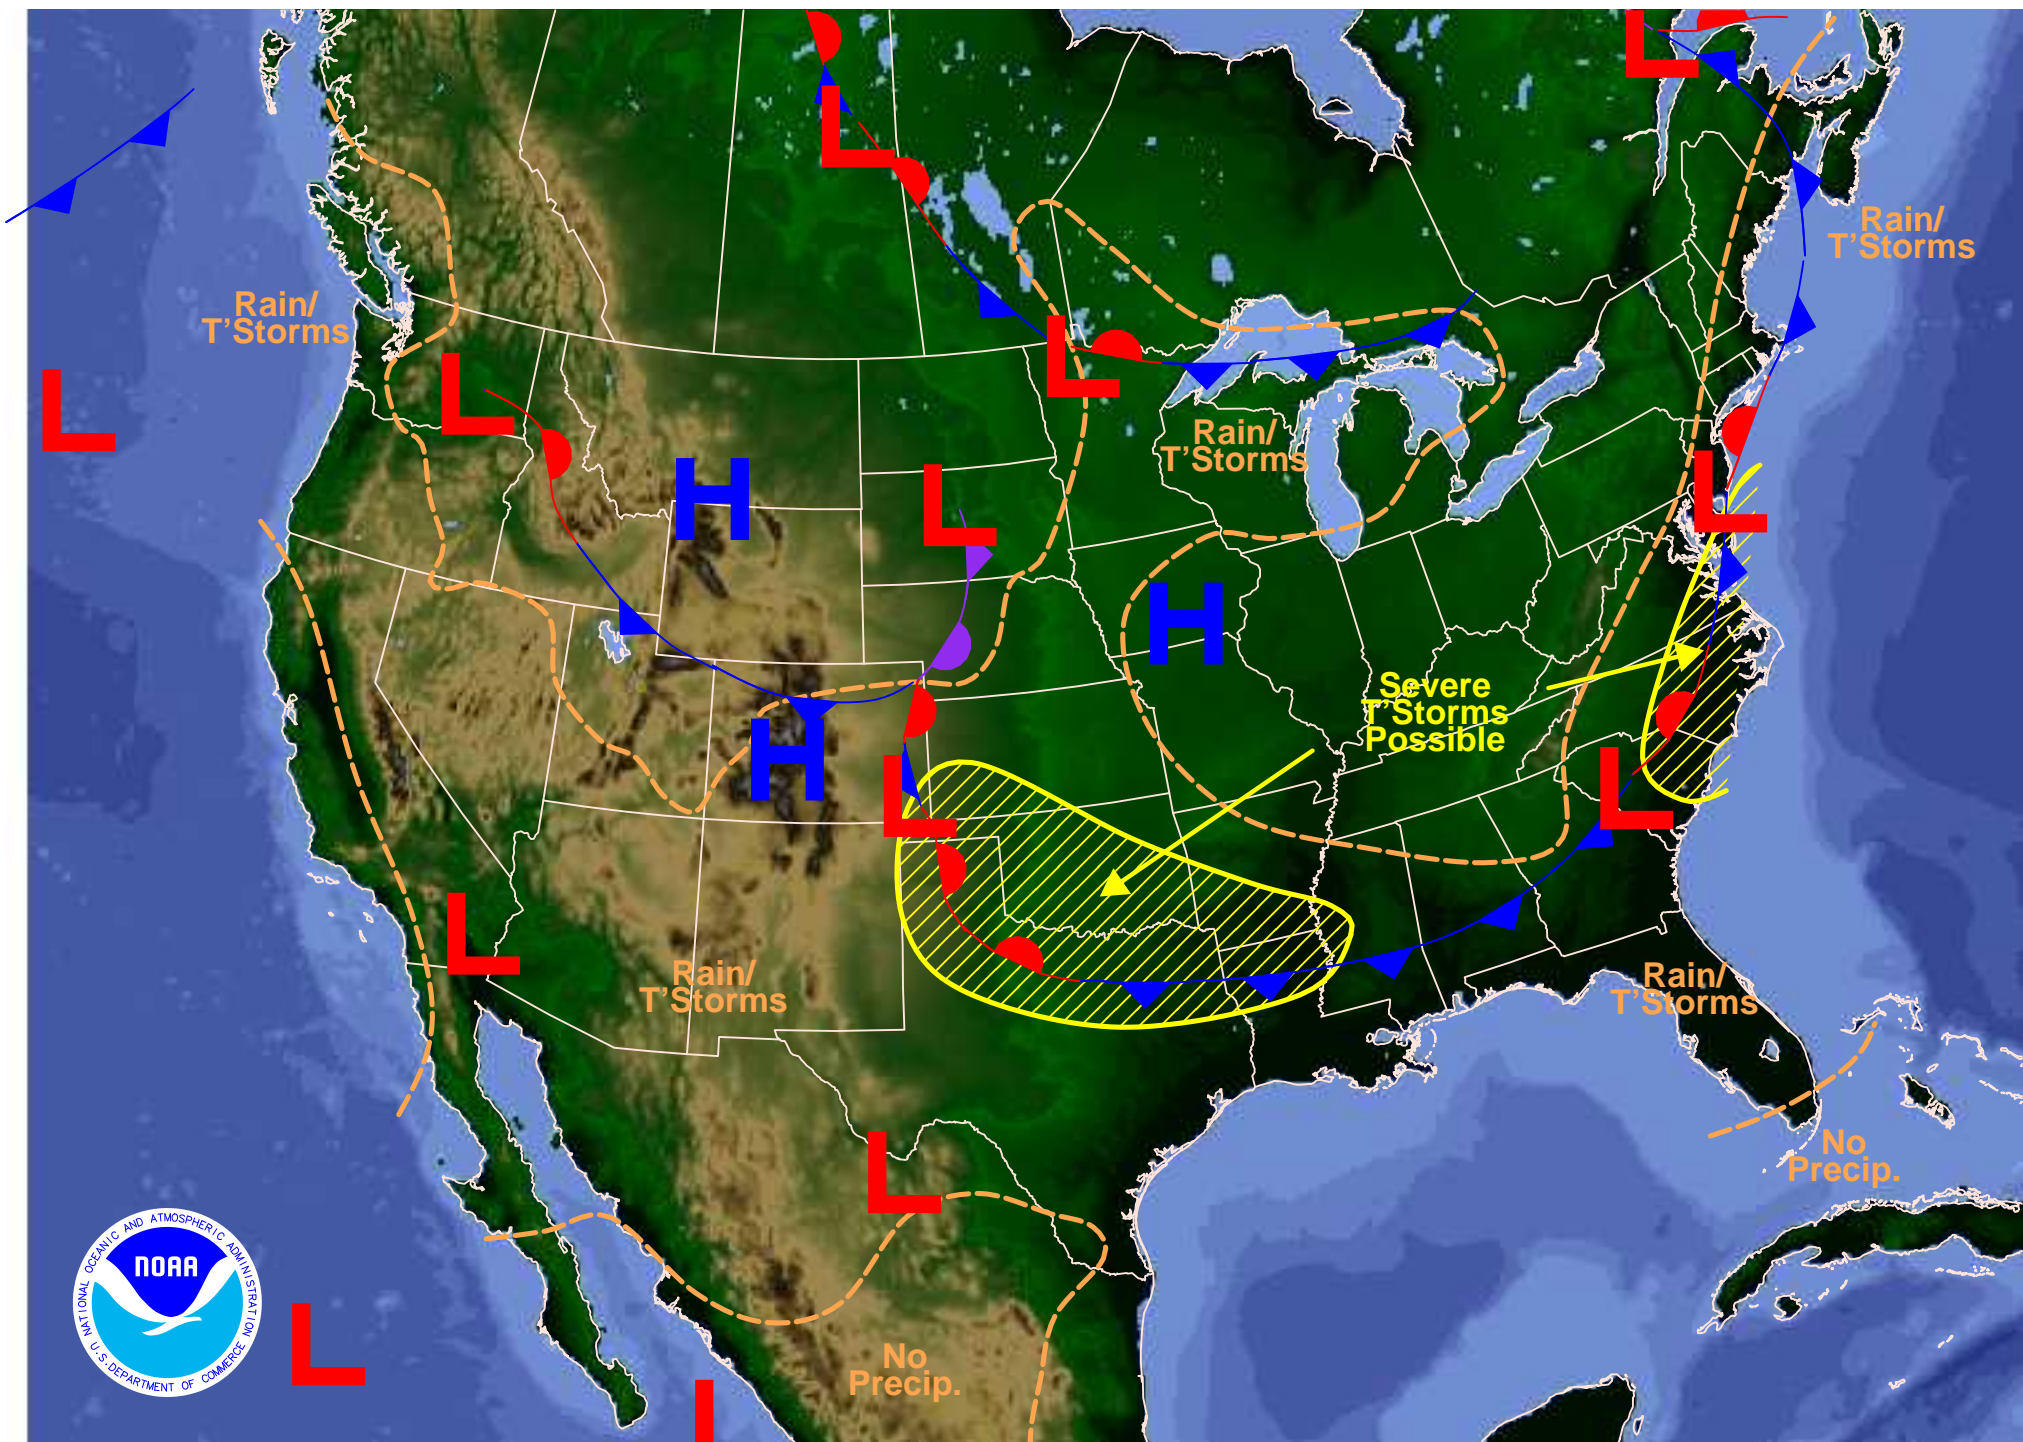 Rain/
T'Storms
Rain/
T'Storms
L
L
L
L
L
L
Rain/
T'Storms
H
L
L
H
Severe
T'Storms
Possible
H
L
L
L
Rain/
T'Storms
Rain/
T'Storms
L
No
Precip.
NATIONAL OCEANIC AND ATMOSPHERIC ADMINISTRATION
NOAA
U.S. DEPARTMENT OF COMMERCE
L
No
Precip.